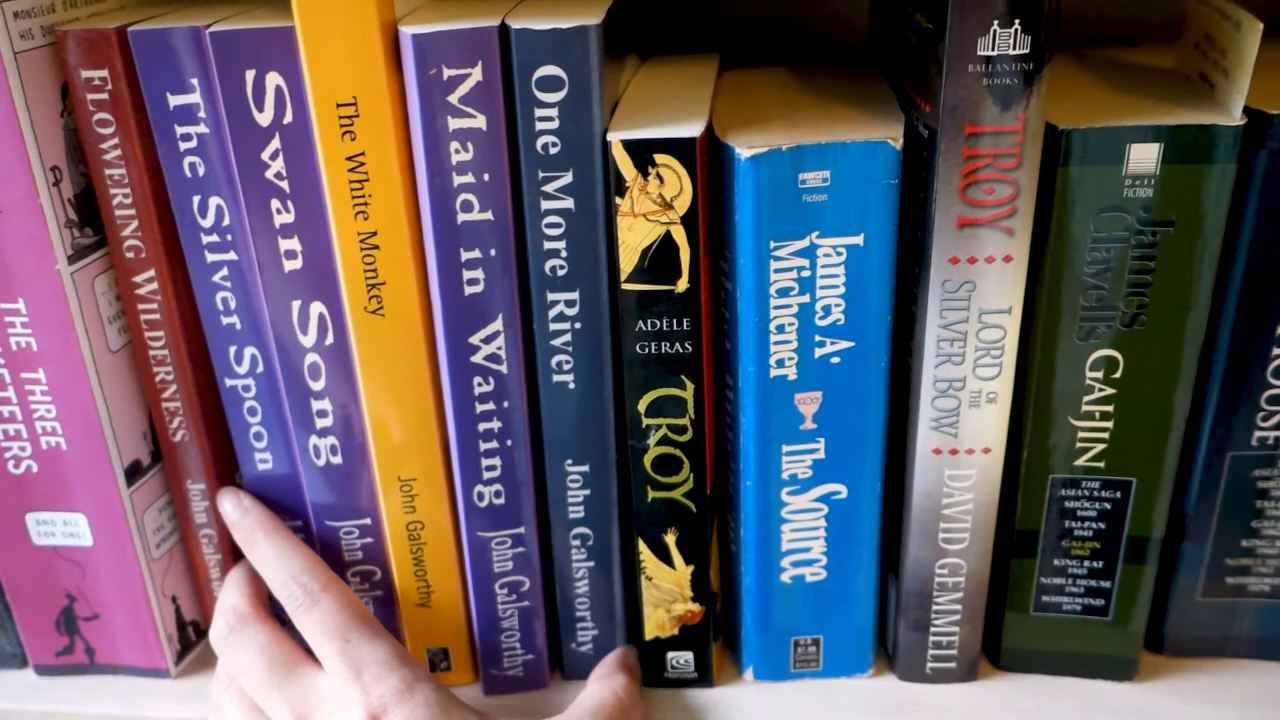 MONSIEUR D'ARTAGNAN
HIS
THE THREE
FLOWERING WILDERNESS
John Galsw
The Silver Spoon
Swan Song
John Gals
The White Monkey
John Galsworthy
Maid in Waiting
John Galsworthy
One More River
John Galsworthy
ADÈLE
GERAS
TROY
Harcourt
FAWCETT
CREST
Fiction
James A.
Michener
The Source
U.S.
BALLANTINE
BOOKS
TROY
LORD
OF
THE
SILVER BOW
DAVID GEMMELL
Dell
FICTION
James
Clavell's
GAI-JIN
THE
ASIAN SAGA
SHŌGUN
1600
TAI-PAN
1841
GAI-JIN
1862
KING RAT
1945
NOBLE HOUSE
1963
WHIRLWIND
1979
AND ALL
FOR ONE!